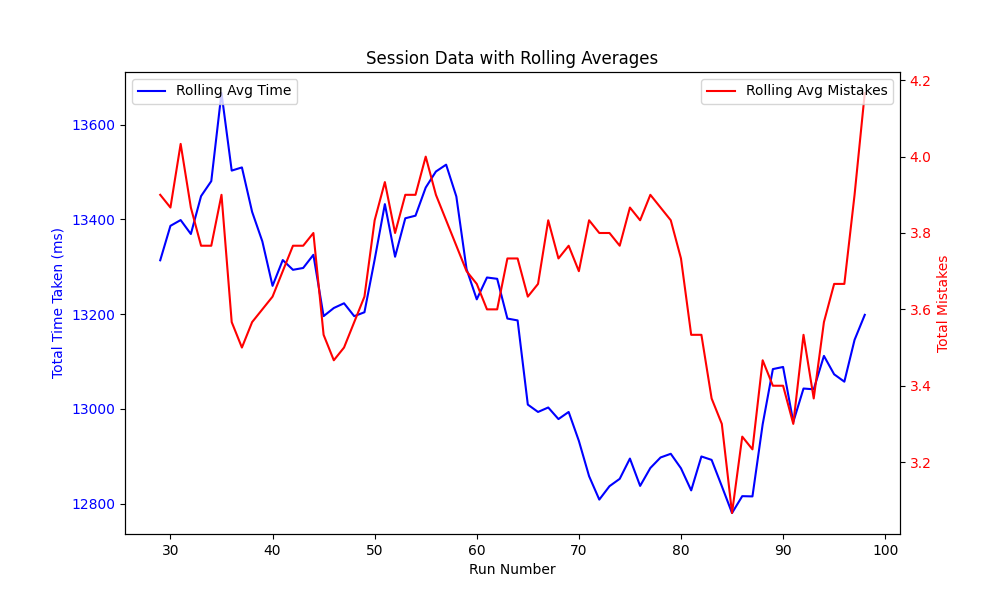 Session Data with Rolling Averages
Rolling Avg Time
Rolling Avg Mistakes
Total Time Taken (ms)
13600
13400
13200
13000
12800
4.2
4.0
3.8
3.6
3.4
3.2
Total Mistakes
30 40 50 60 70 80 90 100
Run Number